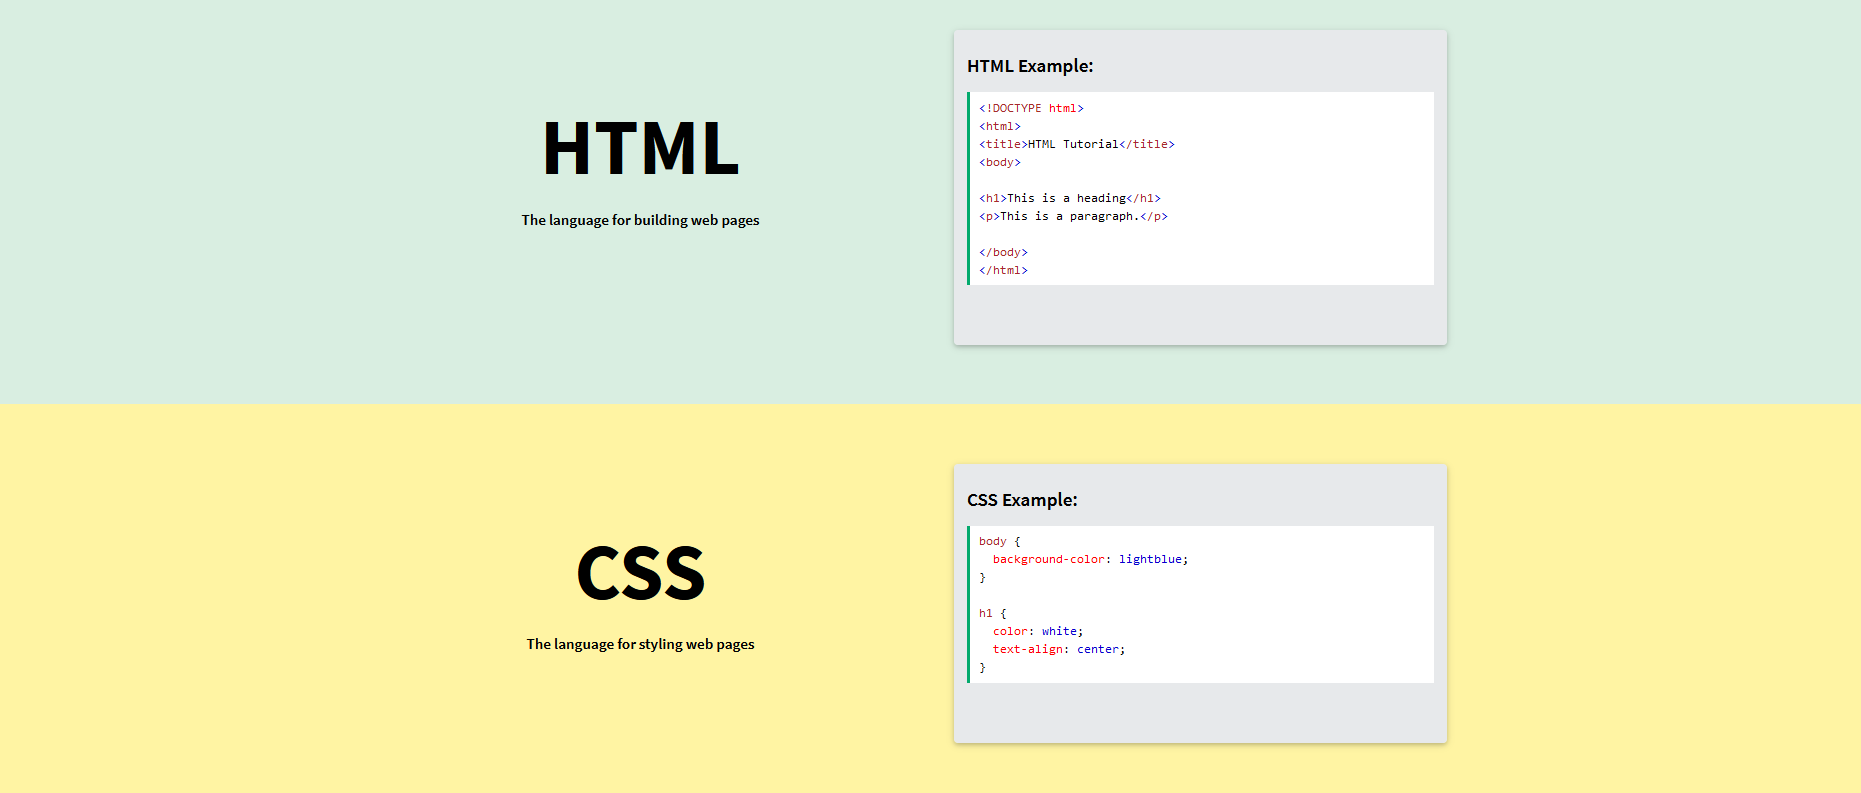 HTML
The language for building web pages
HTML Example:
<!DOCTYPE html>
<html>
<title>HTML Tutorial</title>
<body>

<h1>This is a heading</h1>
<p>This is a paragraph.</p>

</body>
</html>
CSS
The language for styling web pages
CSS Example:
body {
  background-color: lightblue;
}

h1 {
  color: white;
  text-align: center;
}